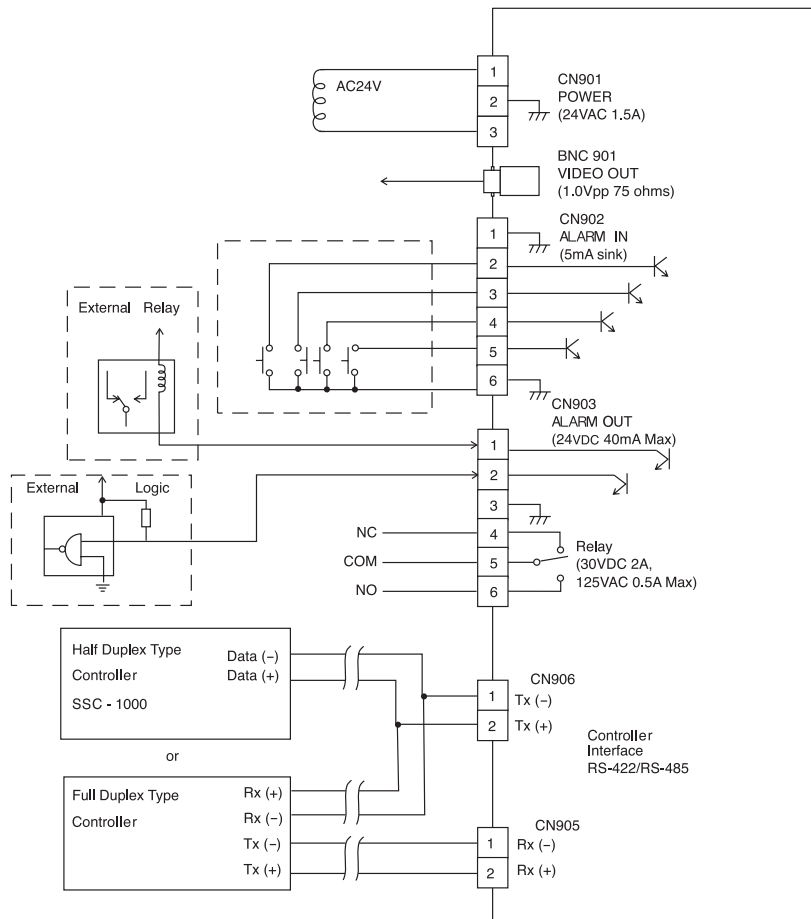 AC24V
1
2
3
CN901
POWER
(24VAC 1.5A)
BNC 901
VIDEO OUT
(1.0Vpp 75 ohms)
1
2
3
4
5
6
CN902
ALARM IN
(5mA sink)
External Relay
CN903
ALARM OUT
(24VDC 40mA Max)
1
2
3
4
5
6
External Logic
NC
COM
NO
Relay
(30VDC 2A,
125VAC 0.5A Max)
Half Duplex Type
Controller
SSC - 1000
Data (−)
Data (+)
CN906
1 Tx (−)
2 Tx (+)
or
Controller
Interface
RS-422/RS-485
Full Duplex Type
Controller
Rx (+)
Rx (−)
Tx (−)
Tx (+)
CN905
1 Rx (−)
2 Rx (+)